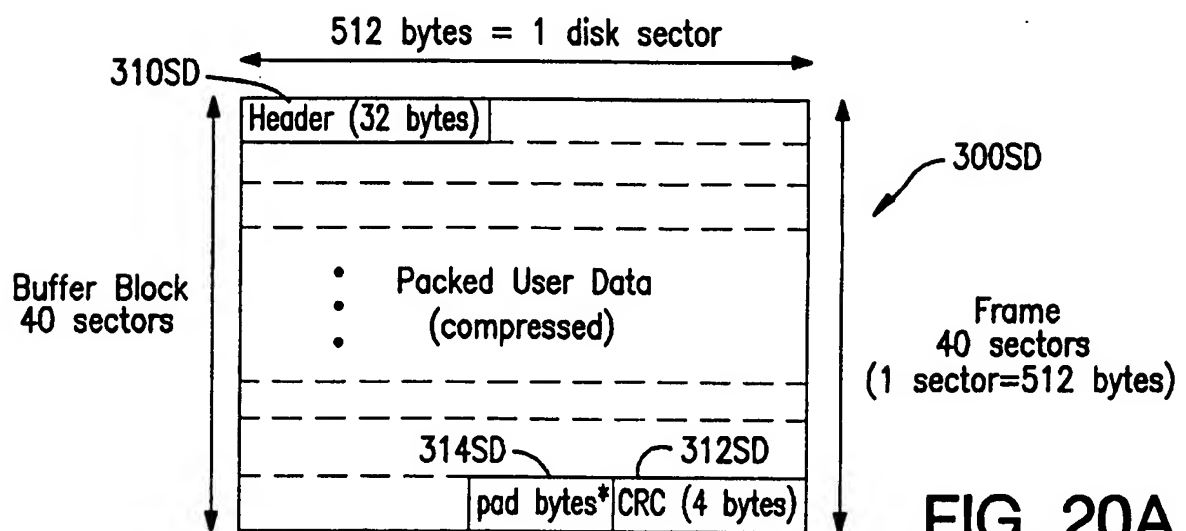 512 bytes = 1 disk sector
310SD
Header (32 bytes)
300SD
Buffer Block
40 sectors
Packed User Data
(compressed)
Frame
40 sectors
(1 sector=512 bytes)
314SD
312SD
pad bytes*
CRC (4 bytes)
FIG. 20A